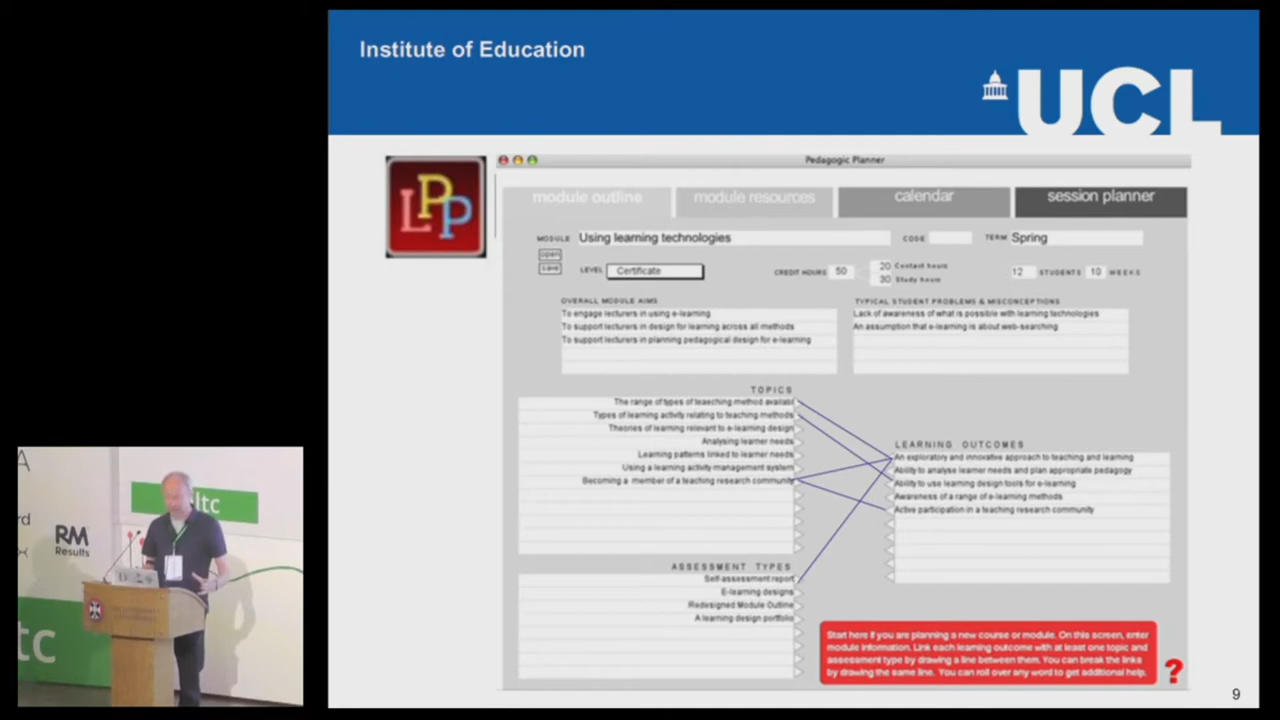 Institute of Education
UCL
LPP
Pedagogic Planner
module outline
module resources
calendar
session planner
MODULE Using learning technologies CODE TERM Spring
open
save
LEVEL Certificate CREDIT HOURS 50 20 Contact hours 30 Study hours 12 STUDENTS 10 WEEKS
OVERALL MODULE AIMS
To engage lecturers in using e-learning
To support lecturers in design for learning across all methods
To support lecturers in planning pedagogical design for e-learning
TYPICAL STUDENT PROBLEMS & MISCONCEPTIONS
Lack of awareness of what is possible with learning technologies
An assumption that e-learning is about web-searching
TOPICS
The range of types of teaeching method availabl
Types of learning activity relating to teaching methods
Theories of learning relevant to e-learning design
Analysing learner needs
Learning patterns linked to learner needs
Using a learning activity management system
Becoming a member of a teaching research community
LEARNING OUTCOMES
An exploratory and innovative approach to teaching and learning
Ability to analyse learner needs and plan appropriate pedagogy
Ability to use learning design tools for e-learning
Awareness of a range of e-learning methods
Active participation in a teaching research community
ASSESSMENT TYPES
Self-assessment report
E-learning designs
Redesigned Module Outline
A learning design portfolio
Start here if you are planning a new course or module. On this screen, enter
module information. Link each learning outcome with at least one topic and
assessment type by drawing a line between them. You can break the links
by drawing the same line. You can roll over any word to get additional help.
?
9
A
ltc
rd
RM
Results
tc